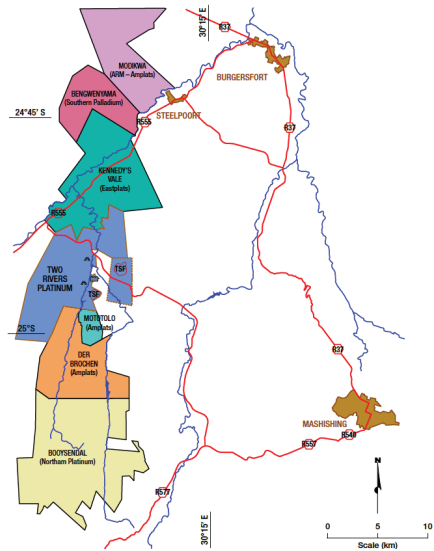 30°15' E
R37
MODIKWA
(ARM – Amplats)
BURGERSFORT
BENGWENYAMA
(Southern Palladium)
24°45' S
STEELPOORT
R555
R37
KENNEDY'S
VALE
(Eastplats)
R555
TWO
RIVERS
PLATINUM
TSF
TSF
MOTOTOLO
(Amplats)
25°S
DER
BROCHEN
(Amplats)
R37
MASHISHING
R540
R557
BOOYSENDAL
(Northam Platinum)
R577
30°15' E
N
0 5 10
Scale (km)